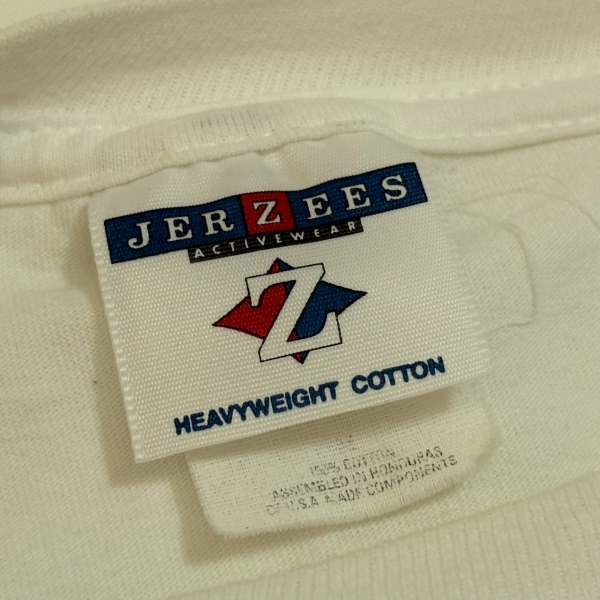 JERZEES
ACTIVEWEAR
Z
HEAVYWEIGHT COTTON
100% COTTON
ASSEMBLED IN HONDURAS
OF U.S.A. MADE COMPONENTS